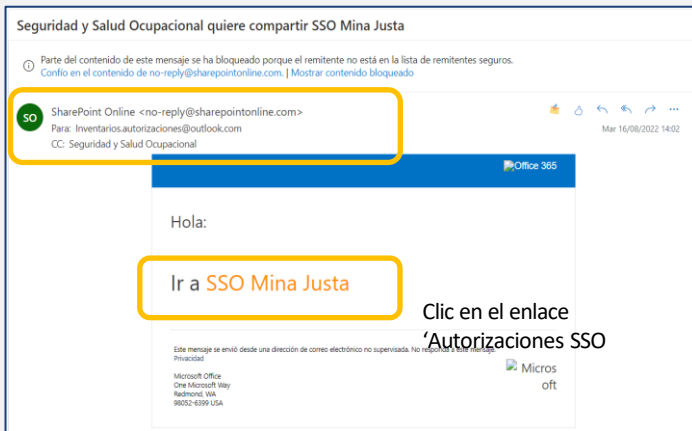 Seguridad y Salud Ocupacional quiere compartir SSO Mina Justa
Parte del contenido de este mensaje se ha bloqueado porque el remitente no está en la lista de remitentes seguros.
Confío en el contenido de no-reply@sharepointonline.com. | Mostrar contenido bloqueado
SO
SharePoint Online <no-reply@sharepointonline.com>
Para: Inventarios.autorizaciones@outlook.com
CC: Seguridad y Salud Ocupacional
Mar 16/08/2022 14:02
Office 365
Hola:
Ir a SSO Mina Justa
Clic en el enlace
‘Autorizaciones SSO
Este mensaje se envió desde una dirección de correo electrónico no supervisada. No responda a este mensaje.
Privacidad
Microsoft Office
One Microsoft Way
Redmond, WA
98052-6399 USA
Micros
oft